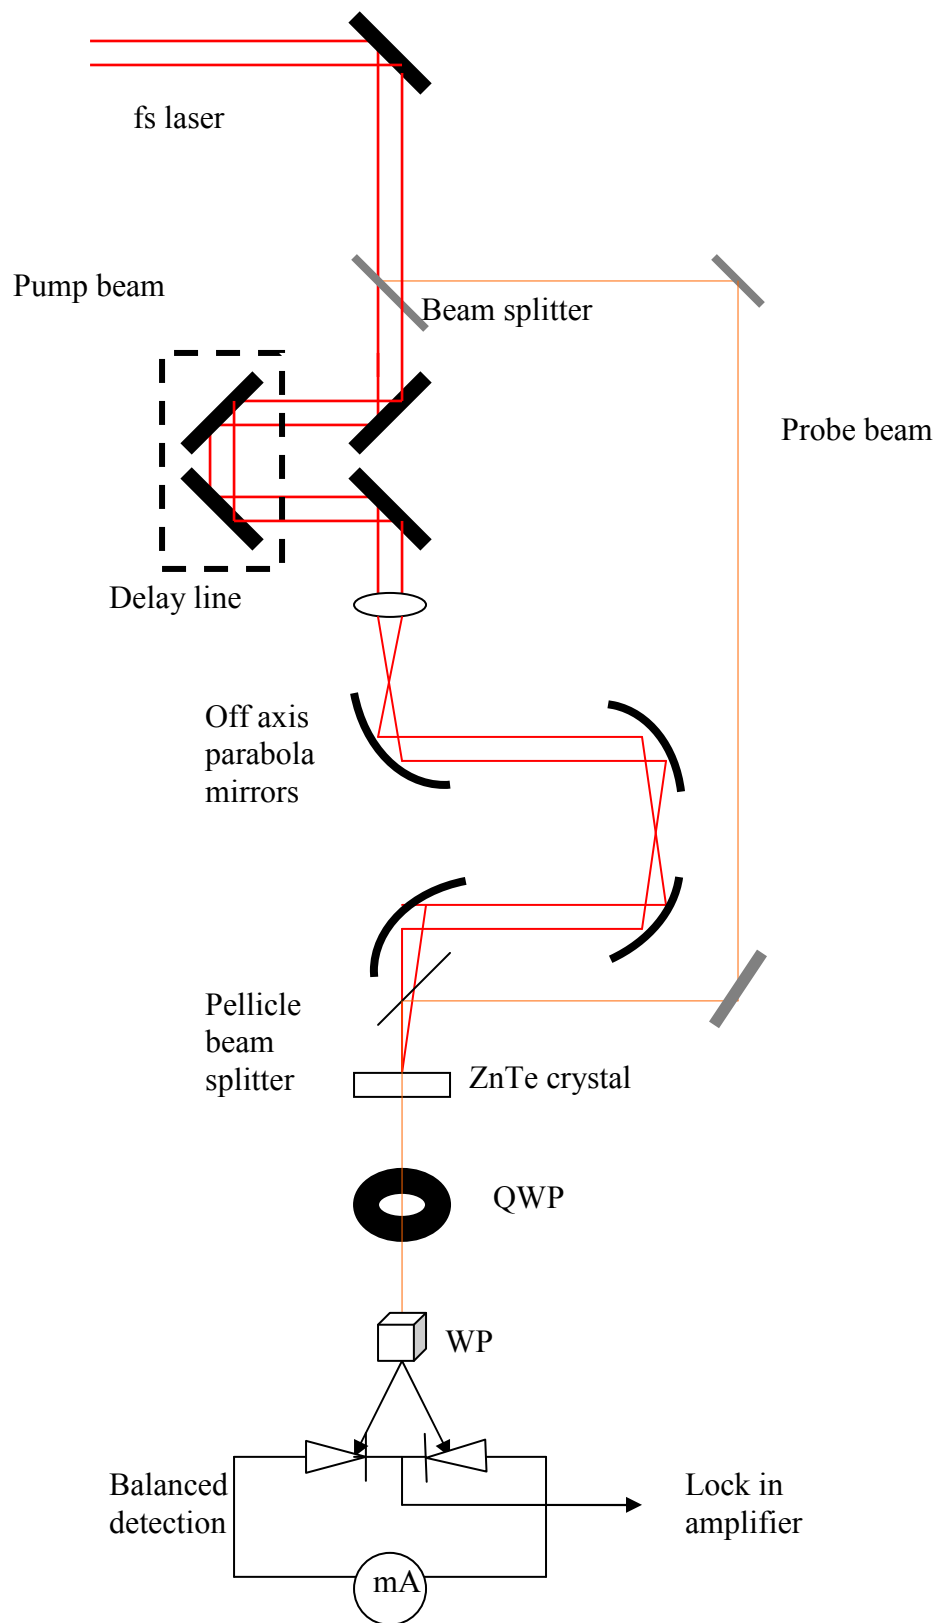 fs laser
Pump beam
Beam splitter
Probe beam
Delay line
Off axis
parabola
mirrors
Pellicle
beam
splitter
ZnTe crystal
QWP
WP
Balanced
detection
Lock in
amplifier
mA